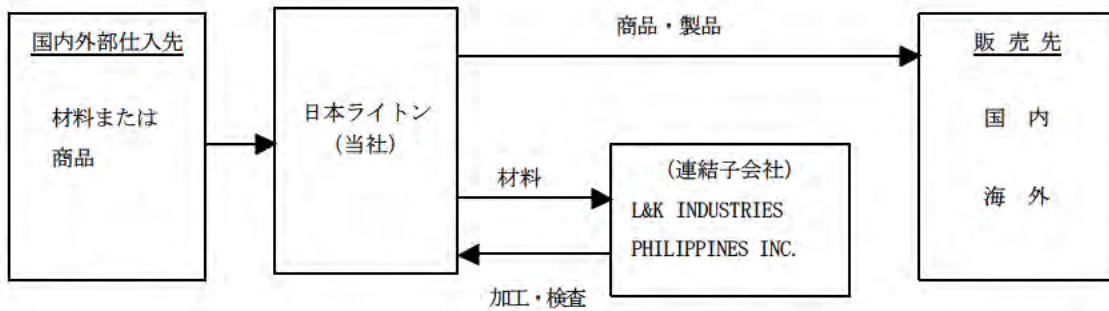 国内外部仕入先
材料または
商品
日本ライトン
(当社)
商品・製品
材料
(連結子会社)
L&K INDUSTRIES
PHILIPPINES INC.
加工・検査
販 売 先
国 内
海 外